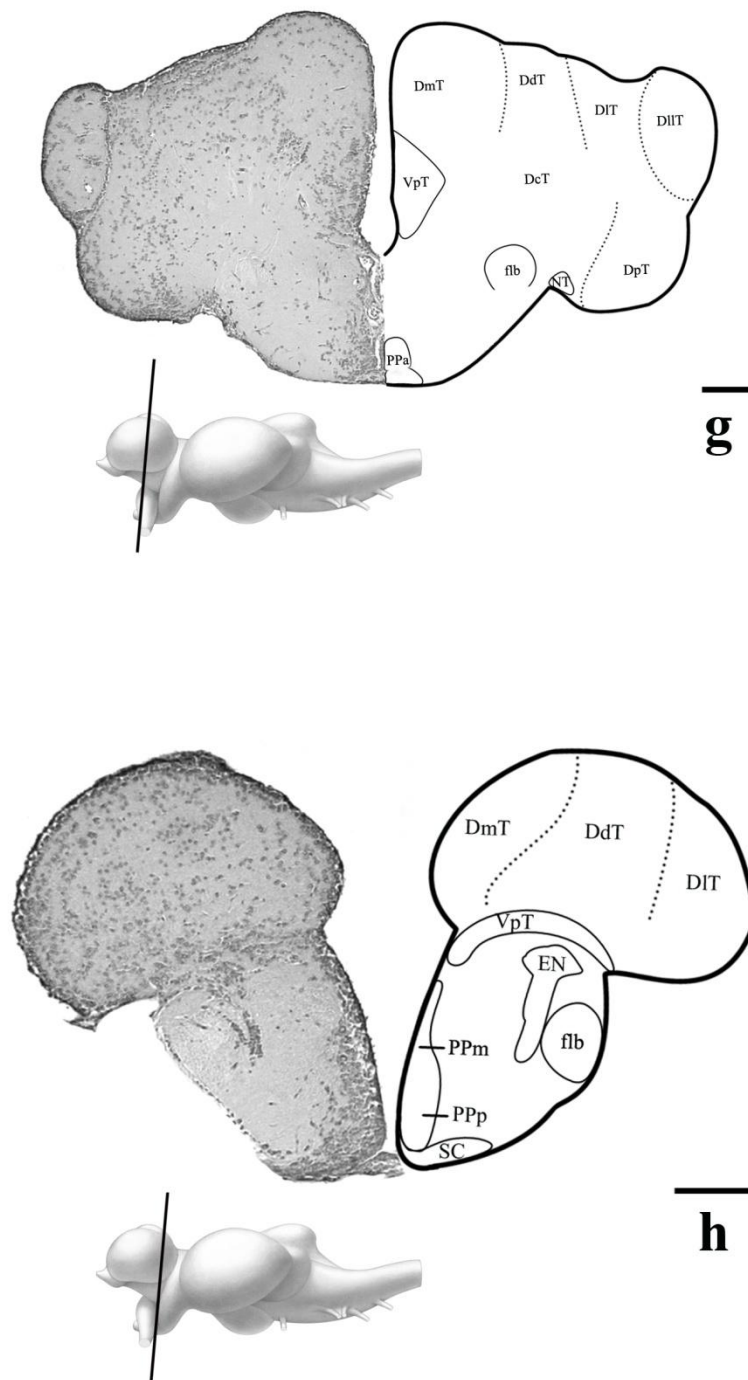 DmT
DdT
DlT
DllT
VpT
DcT
flb
NT
DpT
PPa
g
DmT
DdT
DlT
VpT
EN
flb
PPm
PPp
SC
h